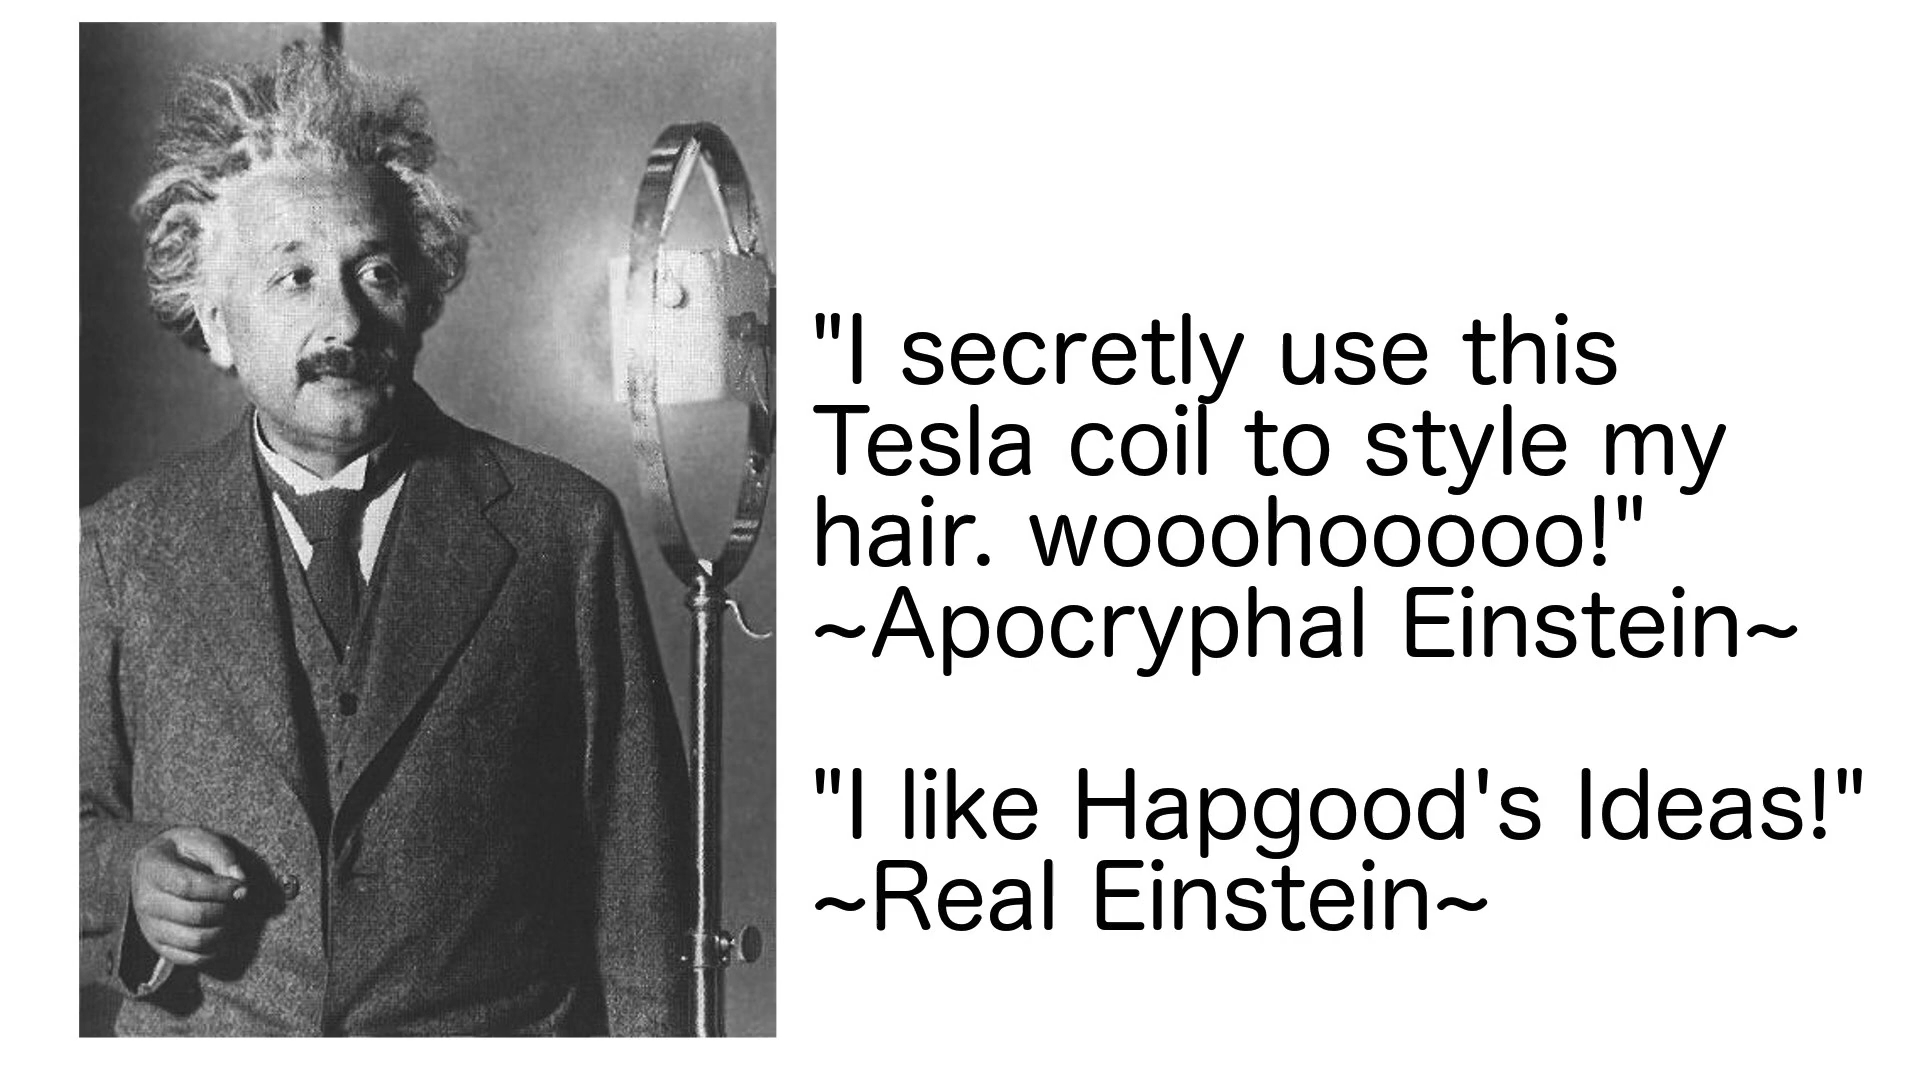 "I secretly use this
Tesla coil to style my
hair. wooohooooo!"
~Apocryphal Einstein~
"I like Hapgood's Ideas!"
~Real Einstein~